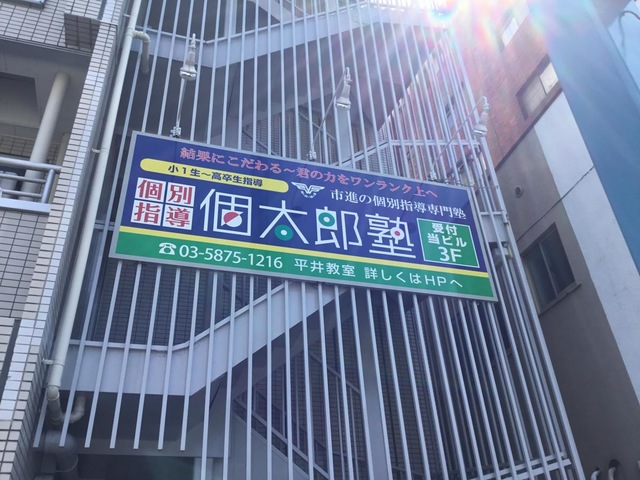 結果にこだわる～君の力をワンランク上へ
小1生～高卒生指導
市進の個別指導専門塾
個別
指導
個太郎塾
受付
当ビル
3F
☎03-5875-1216 平井教室 詳しくはHPへ